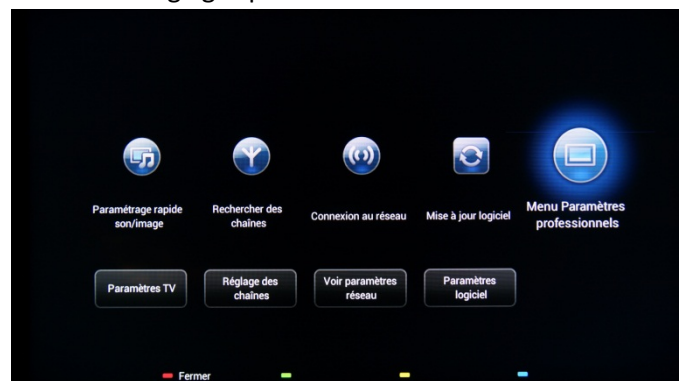 Paramétrage rapide
son/image
Rechercher des
chaînes
Connexion au réseau
Mise à jour logiciel
Menu Paramètres
professionnels
Paramètres TV
Réglage des
chaînes
Voir paramètres
réseau
Paramètres
logiciel
Fermer